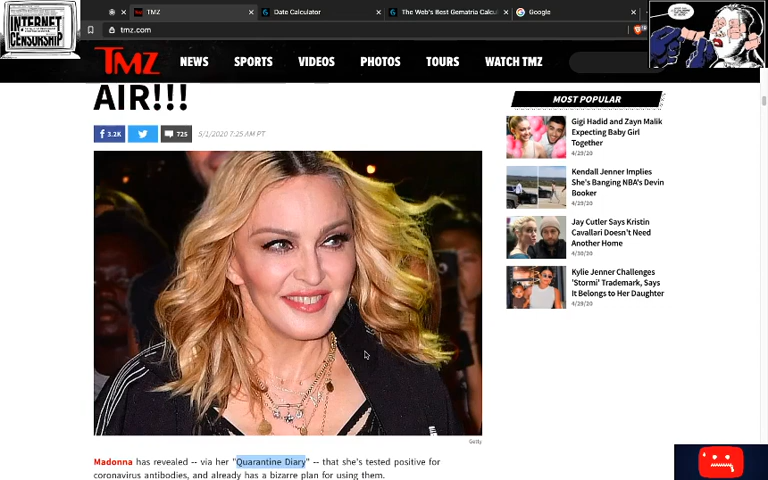 INTERNET
CENSORSHIP
TMZ
Date Calculator
The Web's Best Gematria Calcu
Google
tmz.com
TMZ
NEWS
SPORTS
VIDEOS
PHOTOS
TOURS
WATCH TMZ
AIR!!!
3.2K
725
5/1/2020 7:25 AM PT
MOST POPULAR
Gigi Hadid and Zayn Malik
Expecting Baby Girl
Together
4/29/20
Kendall Jenner Implies
She's Banging NBA's Devin
Booker
4/29/20
Jay Cutler Says Kristin
Cavallari Doesn't Need
Another Home
4/30/20
Kylie Jenner Challenges
'Stormi' Trademark, Says
It Belongs to Her Daughter
4/29/20
Getty
Madonna has revealed -- via her "Quarantine Diary" -- that she's tested positive for
coronavirus antibodies, and already has a bizarre plan for using them.